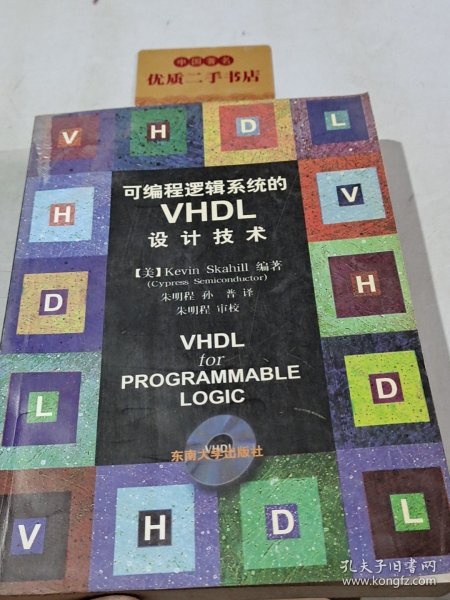 中国著名
优质二手书店
V H D L
H V
D H
L D
V H D L
可编程逻辑系统的
VHDL
设计技术
【美】Kevin Skahill 编著
(Cypress Semiconductor)
朱明程 孙 普 译
朱明程 审校
VHDL
for
PROGRAMMABLE
LOGIC
VHDL
东南大学出版社
孔夫子旧书网
www.kongfz.com